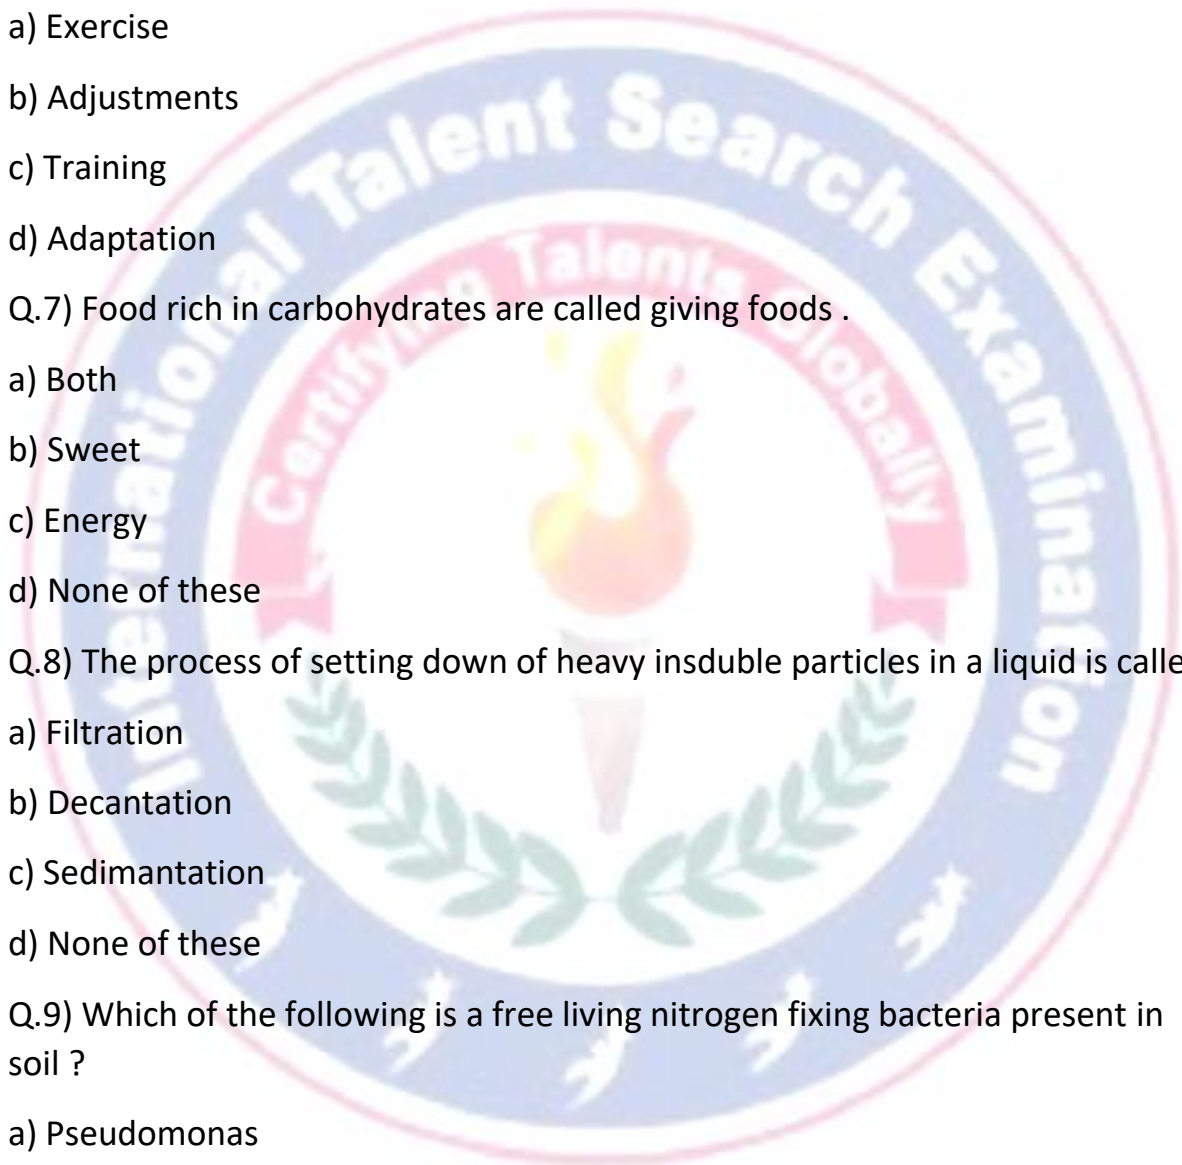 a) Exercise
b) Adjustments
c) Training
d) Adaptation
Q.7) Food rich in carbohydrates are called giving foods .
a) Both
b) Sweet
c) Energy
d) None of these
Q.8) The process of setting down of heavy insduble particles in a liquid is calle
a) Filtration
b) Decantation
c) Sedimantation
d) None of these
Q.9) Which of the following is a free living nitrogen fixing bacteria present in
soil ?
a) Pseudomonas
International Talent Search Examination
Certifying Talents Globally